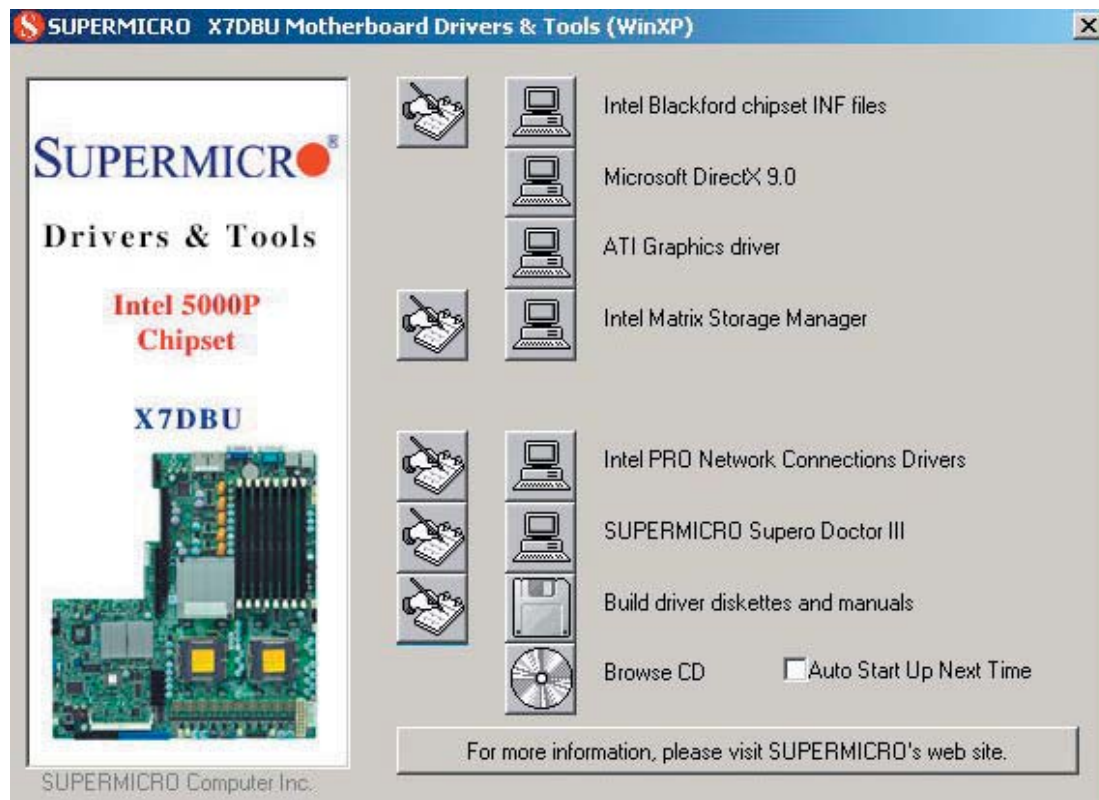 SUPERMICRO X7DBU Motherboard Drivers & Tools (WinXP)
SUPERMICRO®
Drivers & Tools
Intel 5000P
Chipset
X7DBU
SUPERMICRO Computer Inc.
Intel Blackford chipset INF files
Microsoft DirectX 9.0
ATI Graphics driver
Intel Matrix Storage Manager
Intel PRO Network Connections Drivers
SUPERMICRO Supero Doctor III
Build driver diskettes and manuals
Browse CD
Auto Start Up Next Time
For more information, please visit SUPERMICRO's web site.